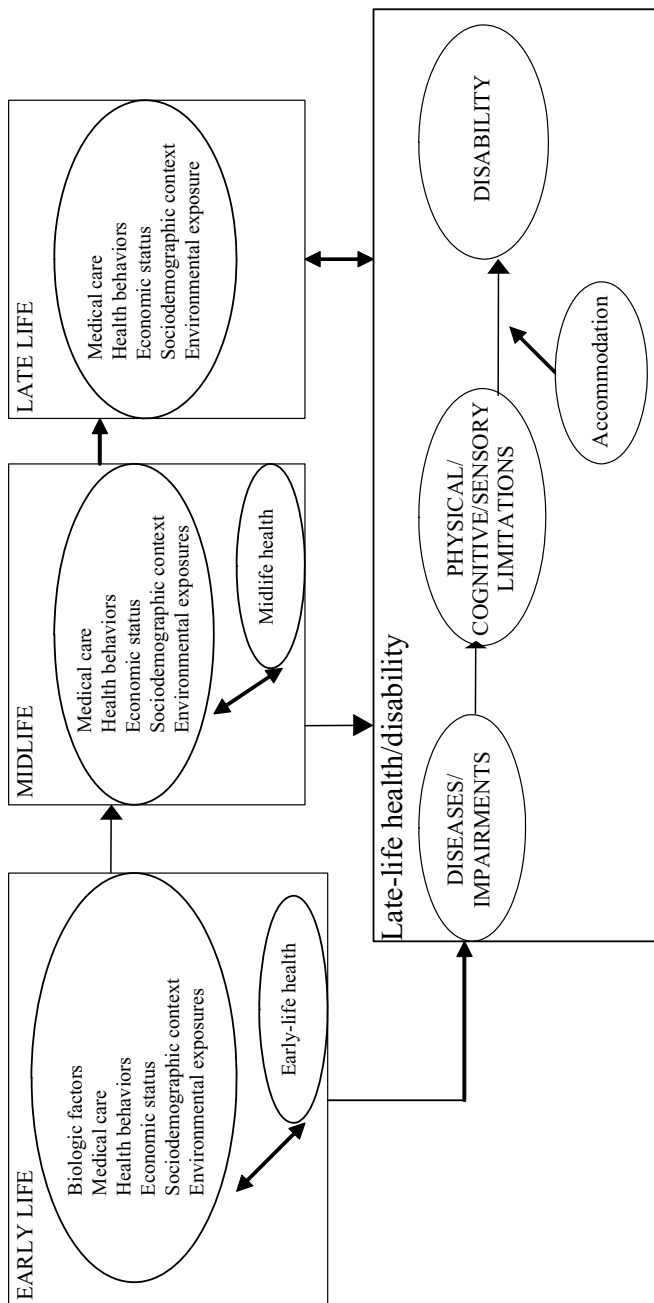 EARLY LIFE
Biologic factors
Medical care
Health behaviors
Economic status
Sociodemographic context
Environmental exposures
Early-life health
MIDLIFE
Medical care
Health behaviors
Economic status
Sociodemographic context
Environmental exposures
Midlife health
LATE LIFE
Medical care
Health behaviors
Economic status
Sociodemographic context
Environmental exposure
Late-life health/disability
DISEASES/
IMPAIRMENTS
PHYSICAL/
COGNITIVE/SENSORY
LIMITATIONS
DISABILITY
Accommodation